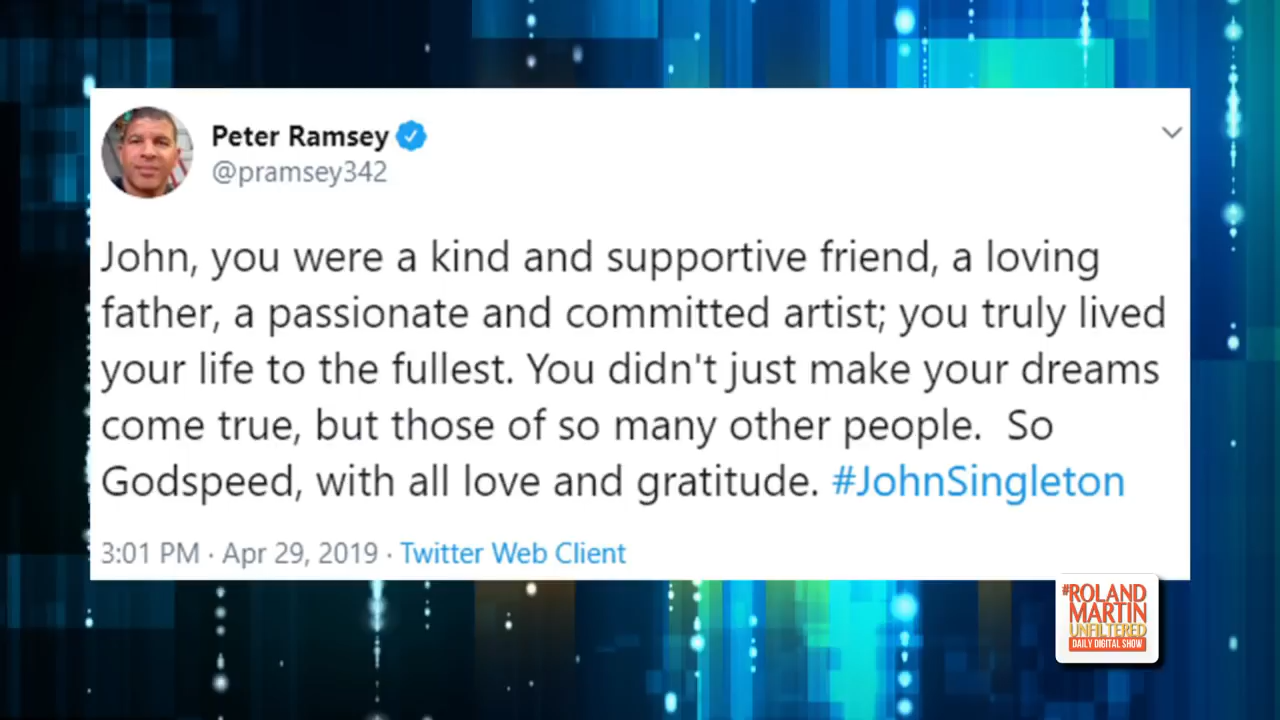 Peter Ramsey
@pramsey342
John, you were a kind and supportive friend, a loving
father, a passionate and committed artist; you truly lived
your life to the fullest. You didn't just make your dreams
come true, but those of so many other people.  So
Godspeed, with all love and gratitude. #JohnSingleton
3:01 PM · Apr 29, 2019 · Twitter Web Client
#ROLAND
MARTIN
UNFILTERED
DAILY DIGITAL SHOW